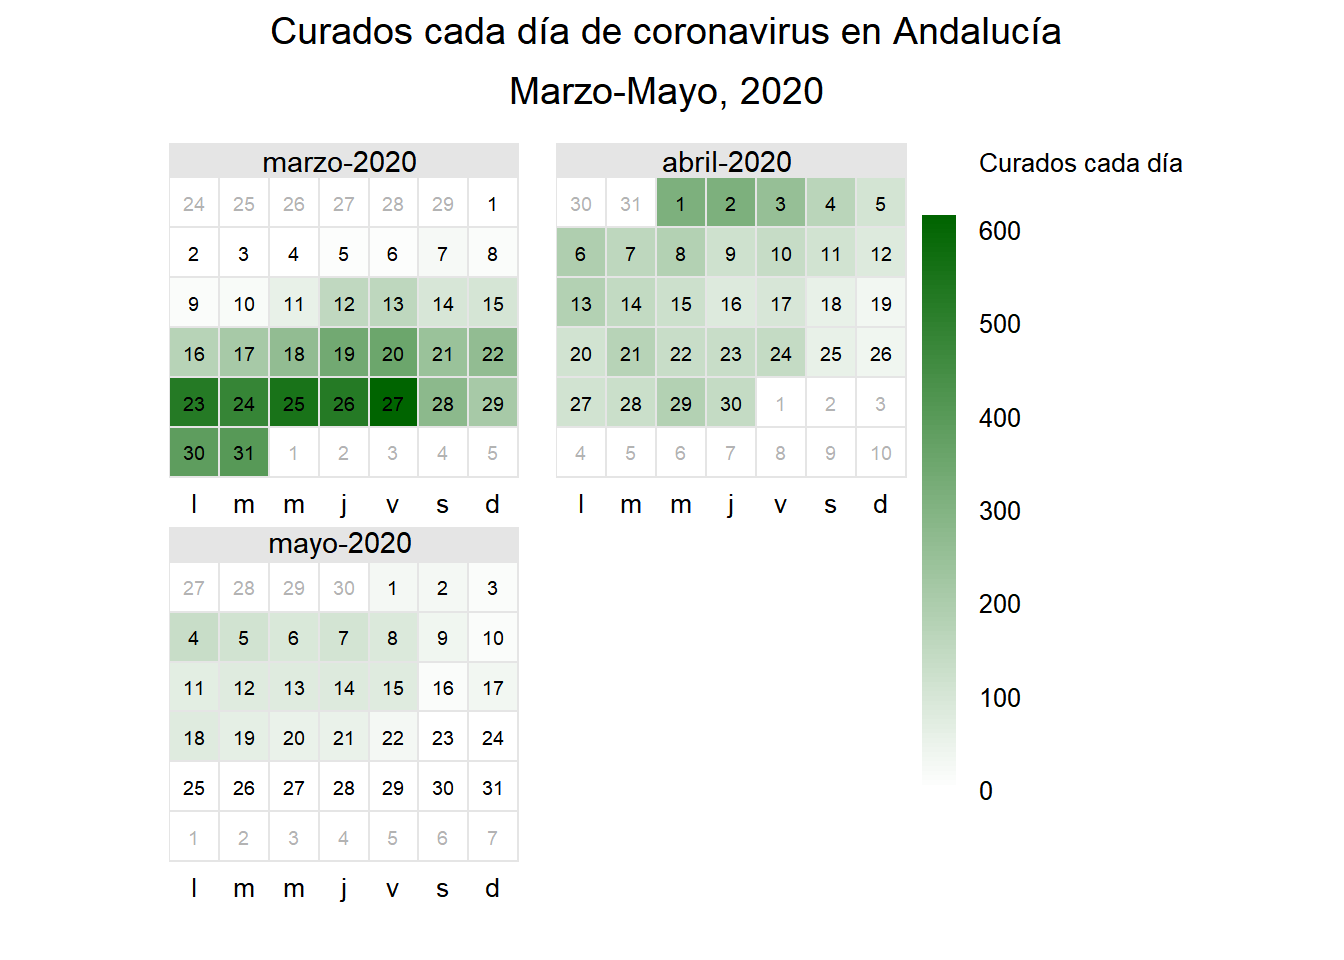 Curados cada día de coronavirus en Andalucía
Marzo-Mayo, 2020
marzo-2020
24 25 26 27 28 29 1
2 3 4 5 6 7 8
9 10 11 12 13 14 15
16 17 18 19 20 21 22
23 24 25 26 27 28 29
30 31 1 2 3 4 5
l m m j v s d
abril-2020
30 31 1 2 3 4 5
6 7 8 9 10 11 12
13 14 15 16 17 18 19
20 21 22 23 24 25 26
27 28 29 30 1 2 3
4 5 6 7 8 9 10
l m m j v s d
mayo-2020
27 28 29 30 1 2 3
4 5 6 7 8 9 10
11 12 13 14 15 16 17
18 19 20 21 22 23 24
25 26 27 28 29 30 31
1 2 3 4 5 6 7
l m m j v s d
Curados cada día
600
500
400
300
200
100
0